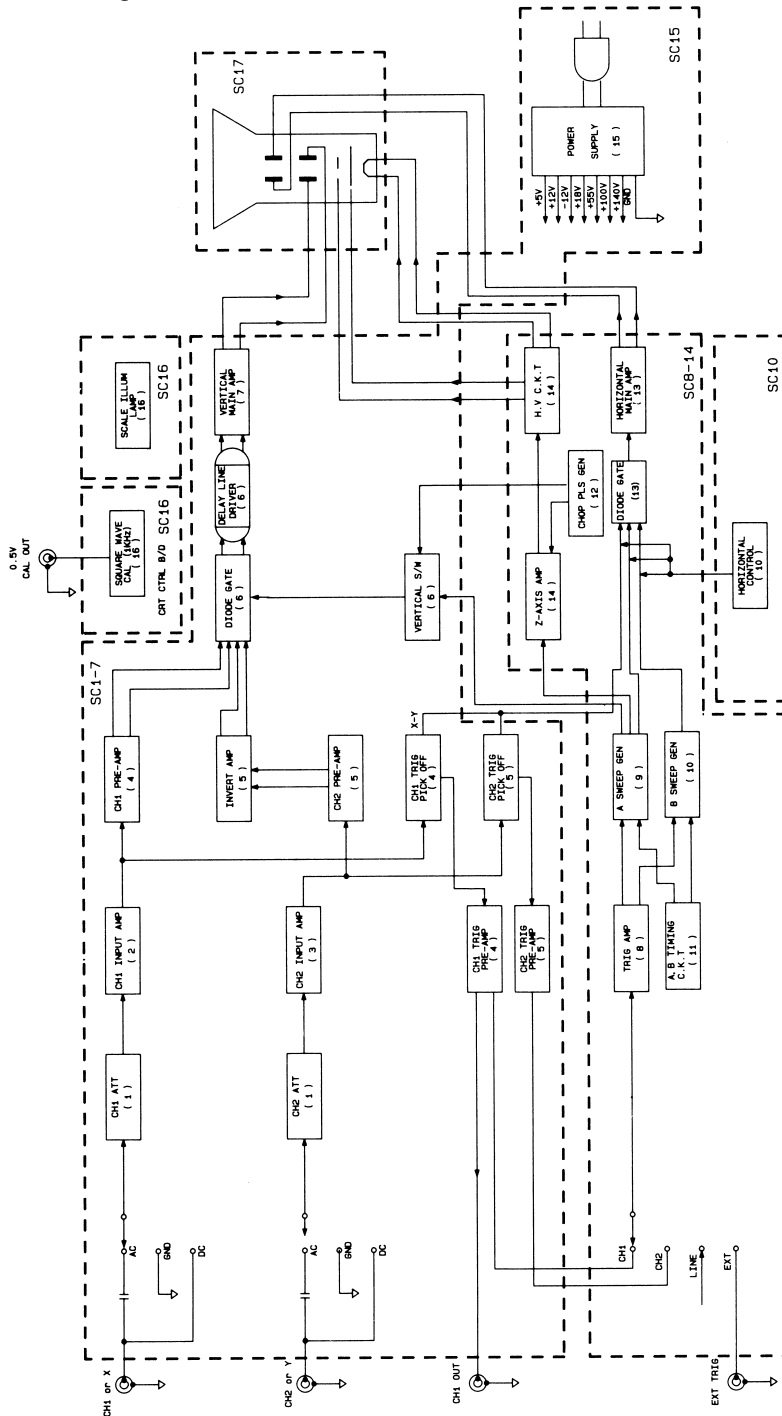 SC17
SC15
POWER
SUPPLY
( 15 )
+5V
+12V
-12V
+18V
+55V
+100V
+140V
GND
SC16
SCALE ILLUM
LAMP
( 16 )
0.5V
CAL OUT
SC16
SQUARE WAVE
CAL (1KHz)
( 16 )
CRT CTRL B/D
VERTICAL
MAIN AMP
( 7 )
DELAY LINE
DRIVER
( 6 )
DIODE GATE
( 6 )
VERTICAL S/W
( 6 )
H.V C.K.T
( 14 )
Z-AXIS AMP
( 14 )
CHOP PLS GEN
( 12 )
SC8-14
HORIZONTAL
MAIN AMP
( 13 )
DIODE GATE
(13)
SC10
HORIZONTAL
CONTROL
( 10 )
SC1-7
CH1 PRE-AMP
( 4 )
INVERT AMP
( 5 )
CH2 PRE-AMP
( 5 )
X-Y
CH1 TRIG
PICK OFF
( 4 )
CH2 TRIG
PICK OFF
( 5 )
A SWEEP GEN
( 9 )
B SWEEP GEN
( 10 )
CH1 INPUT AMP
( 2 )
CH2 INPUT AMP
( 3 )
CH1 TRIG
PRE-AMP
( 4 )
CH2 TRIG
PRE-AMP
( 5 )
TRIG AMP
( 8 )
A,B TIMING
C.K.T
( 11 )
CH1 ATT
( 1 )
CH2 ATT
( 1 )
AC
GND
DC
AC
GND
DC
CH1
CH2
LINE
EXT
CH1 or X
CH2 or Y
CH1 OUT
EXT TRIG